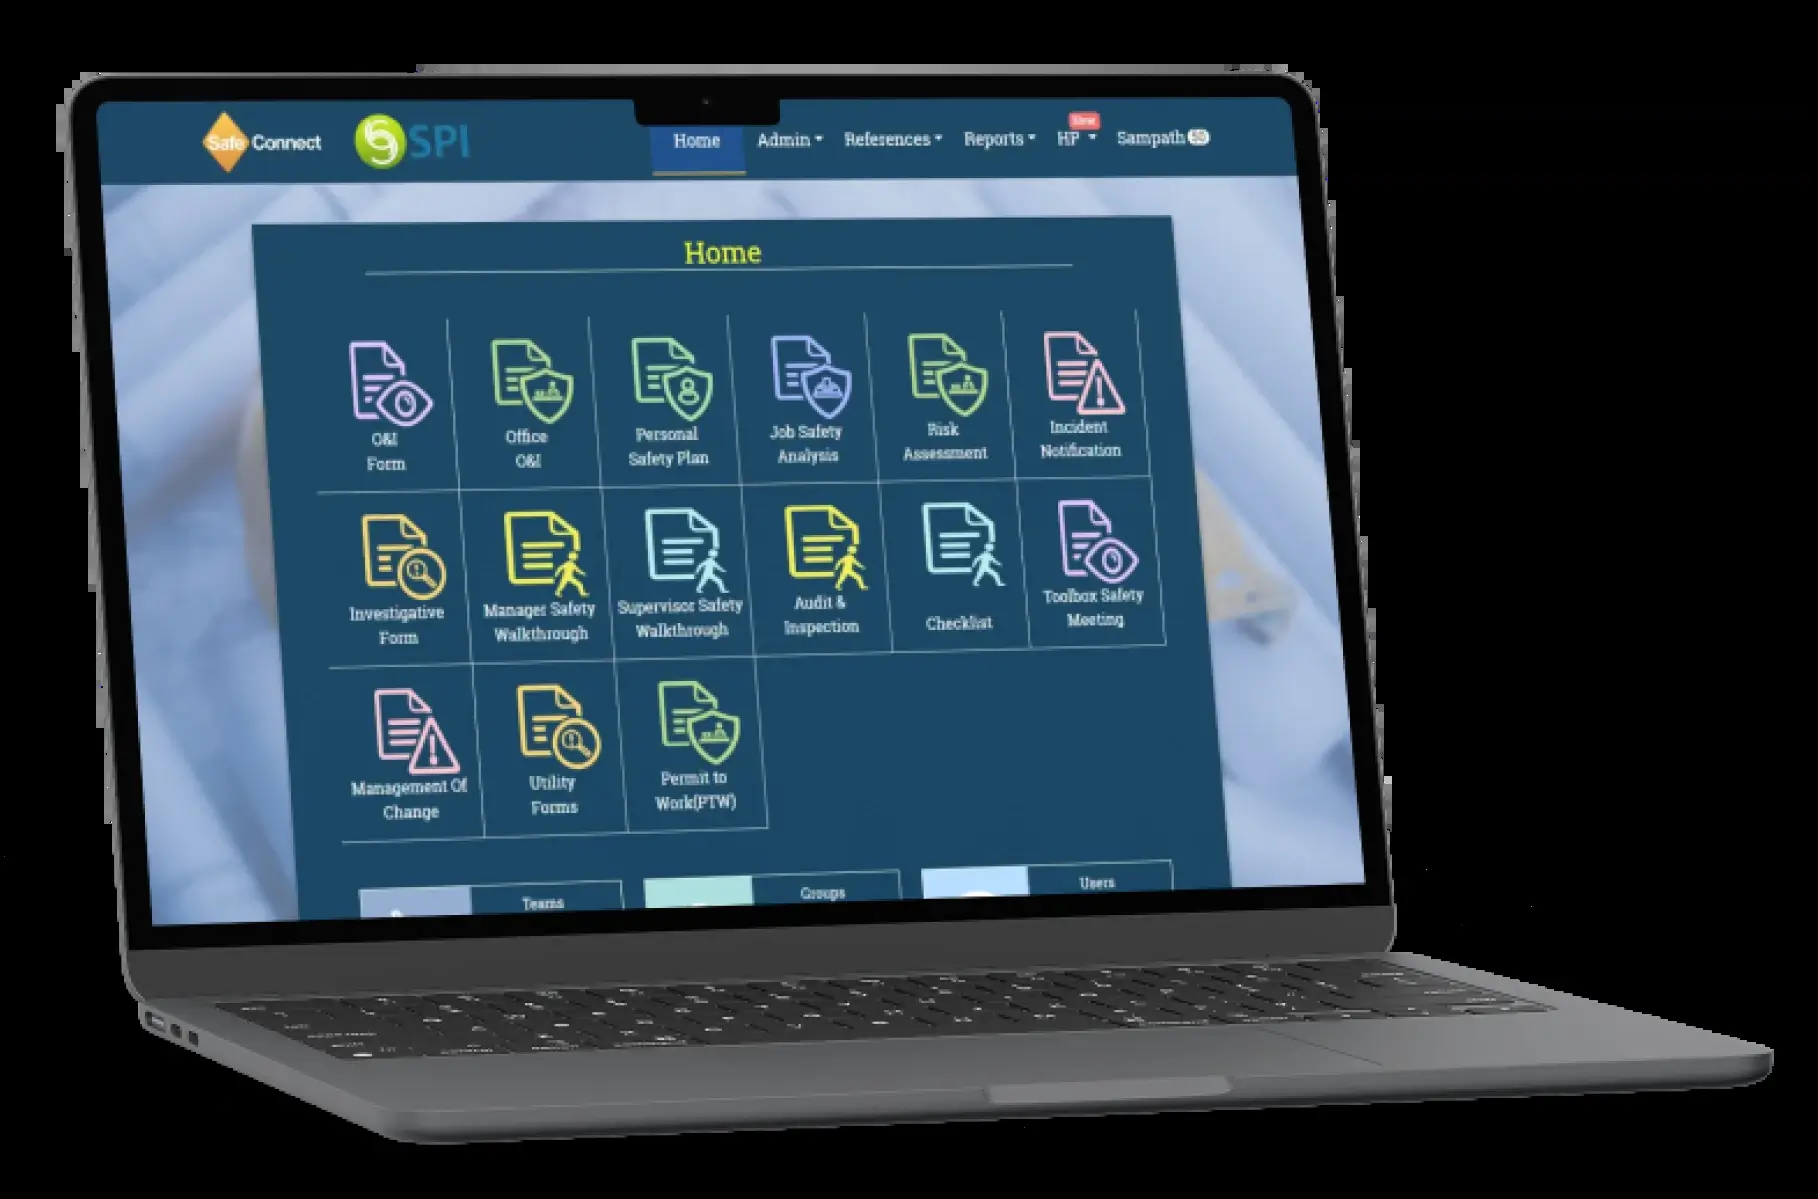 Safe Connect
SPI
Home
Admin
References
Reports
New
HP
Sampath
Home
O&I
Form
Office
O&I
Personal
Safety Plan
Job Safety
Analysis
Risk
Assessment
Incident
Notification
Investigative
Form
Manager Safety
Walkthrough
Supervisor Safety
Walkthrough
Audit &
Inspection
Checklist
Toolbox Safety
Meeting
Management Of
Change
Utility
Forms
Permit to
Work(PTW)
Teams
Groups
Users